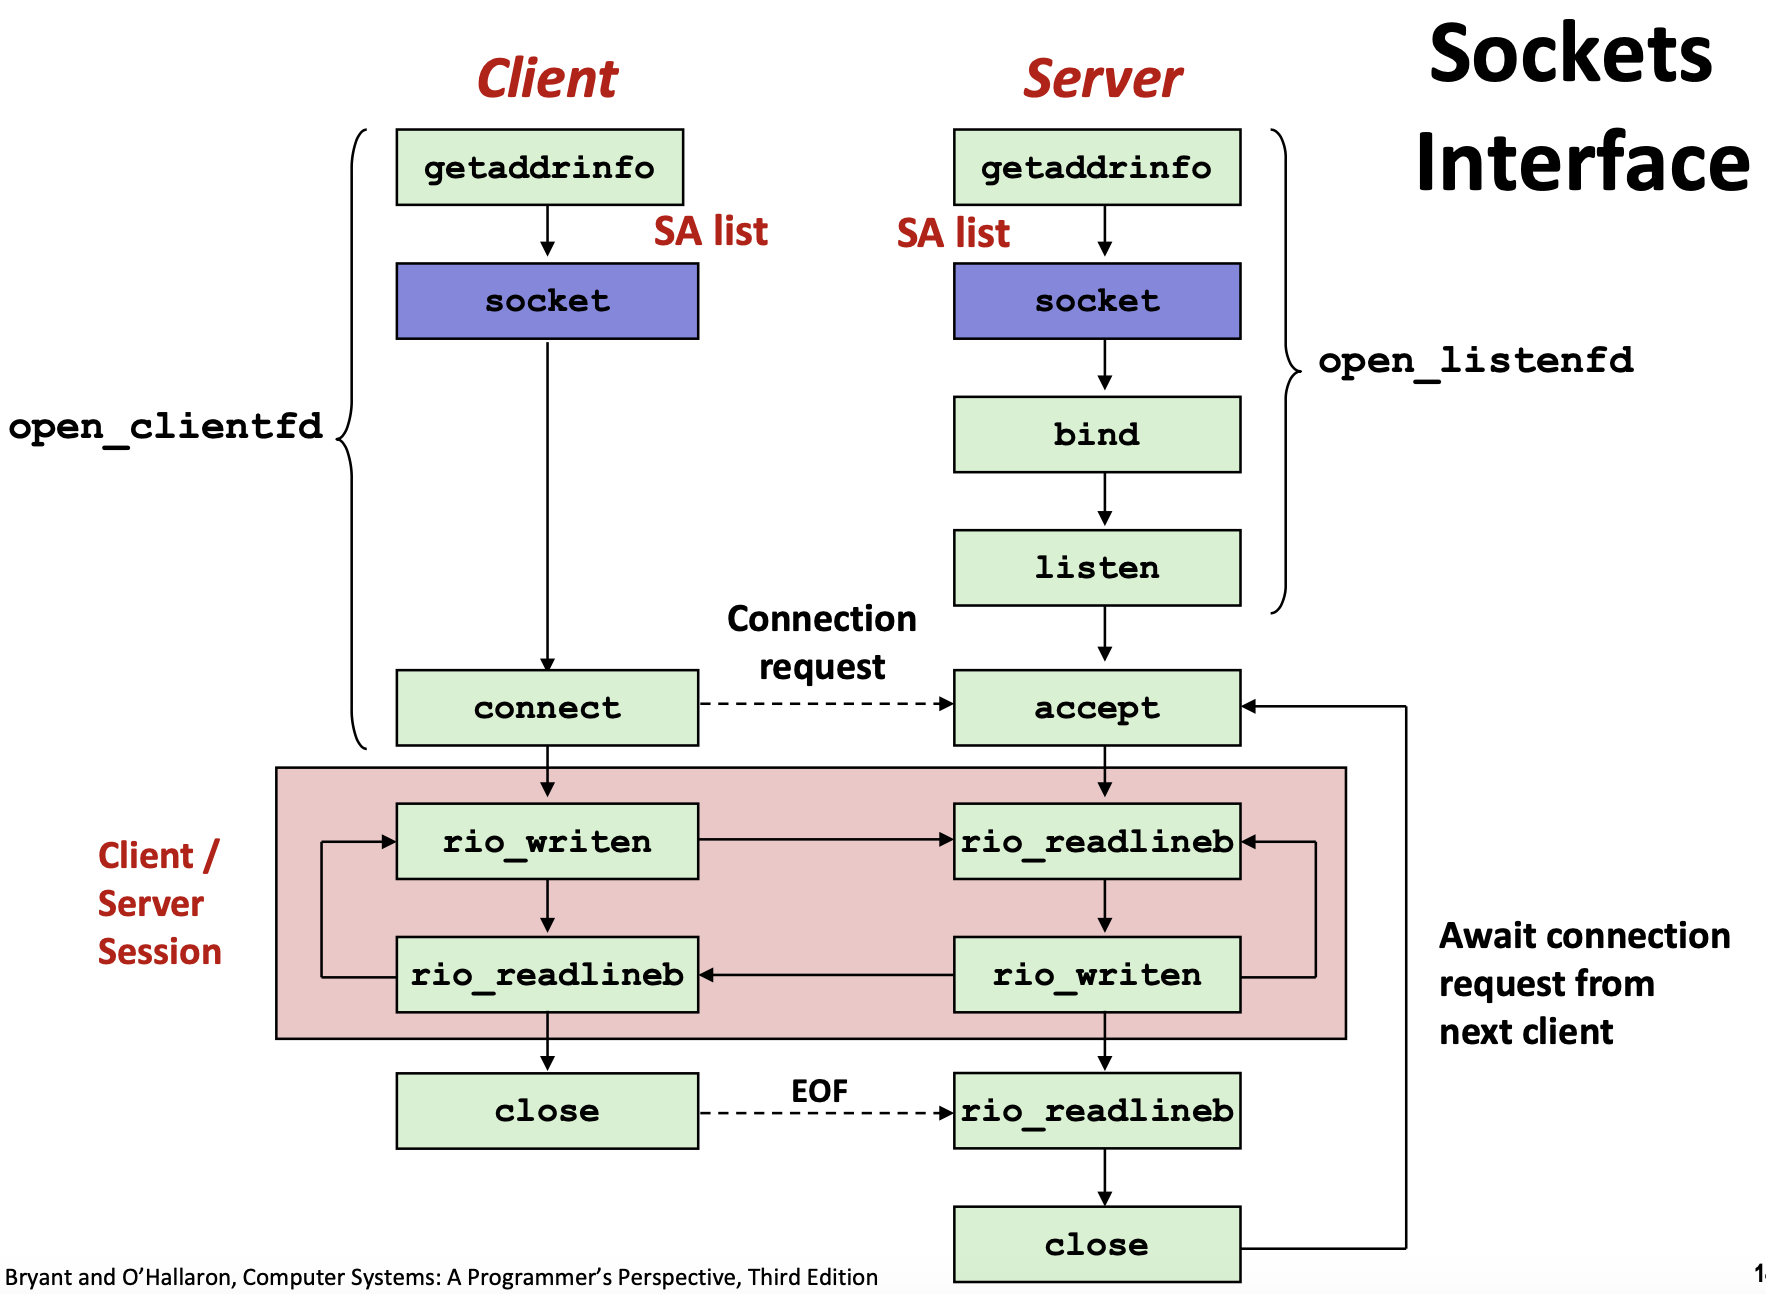 Sockets
Interface
Client
Server
getaddrinfo
getaddrinfo
SA list
SA list
socket
socket
open_listenfd
open_clientfd
bind
listen
Connection
request
connect
accept
Client /
Server
Session
rio_writen
rio_readlineb
rio_readlineb
rio_writen
Await connection
request from
next client
close
EOF
rio_readlineb
close
Bryant and O’Hallaron, Computer Systems: A Programmer’s Perspective, Third Edition